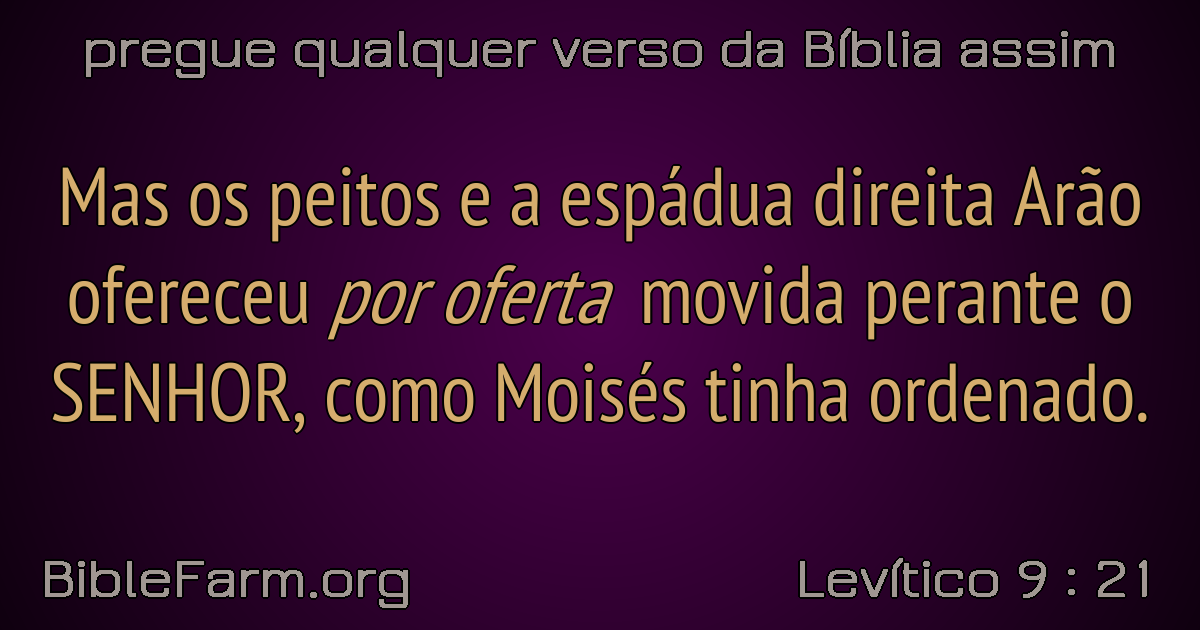 pregue qualquer verso da Bíblia assim
Mas os peitos e a espádua direita Arão
ofereceu por oferta movida perante o
SENHOR, como Moisés tinha ordenado.
BibleFarm.org
Levítico 9 : 21